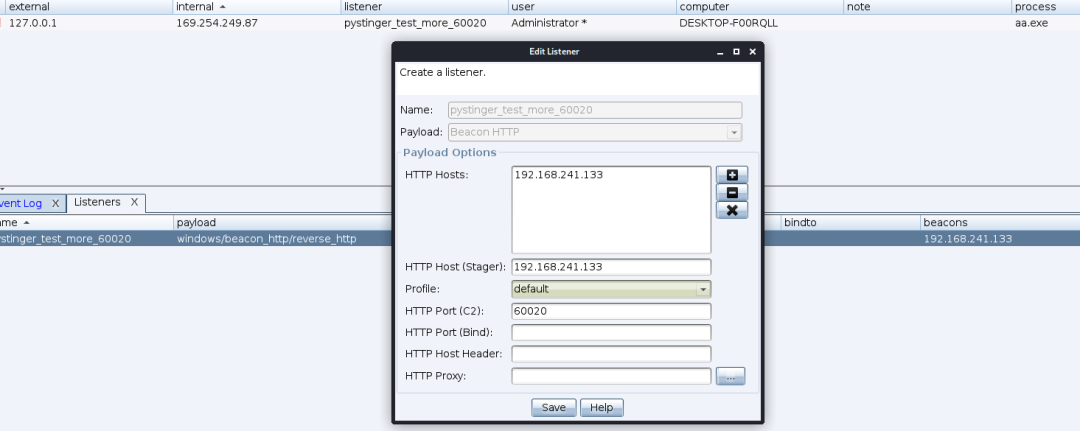 external internal listener user computer note process
127.0.0.1 169.254.249.87 pystinger_test_more_60020 Administrator * DESKTOP-F00RQLL aa.exe
Edit Listener
Create a listener.
Name: pystinger_test_more_60020
Payload: Beacon HTTP
Payload Options
HTTP Hosts: 192.168.241.133
vent Log X Listeners X
me payload bindto beacons
stinger_test_more_60020 windows/beacon_http/reverse_http 192.168.241.133
HTTP Host (Stager): 192.168.241.133
Profile: default
HTTP Port (C2): 60020
HTTP Port (Bind):
HTTP Host Header:
HTTP Proxy: ...
Save Help